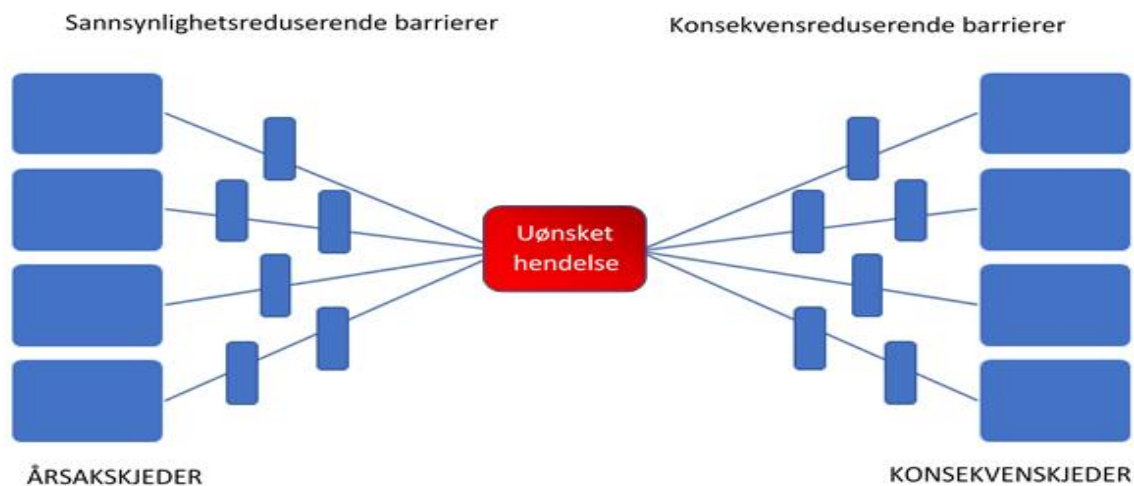 Sannsynlighetsreduserende barrierer
Konsekvensreduserende barrierer
Uønsket
hendelse
ÅRSAKSKJEDER
KONSEKVENSKJEDER